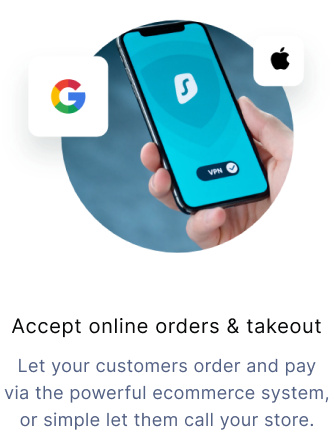 VPN
Accept online orders & takeout
Let your customers order and pay
via the powerful ecommerce system,
or simple let them call your store.